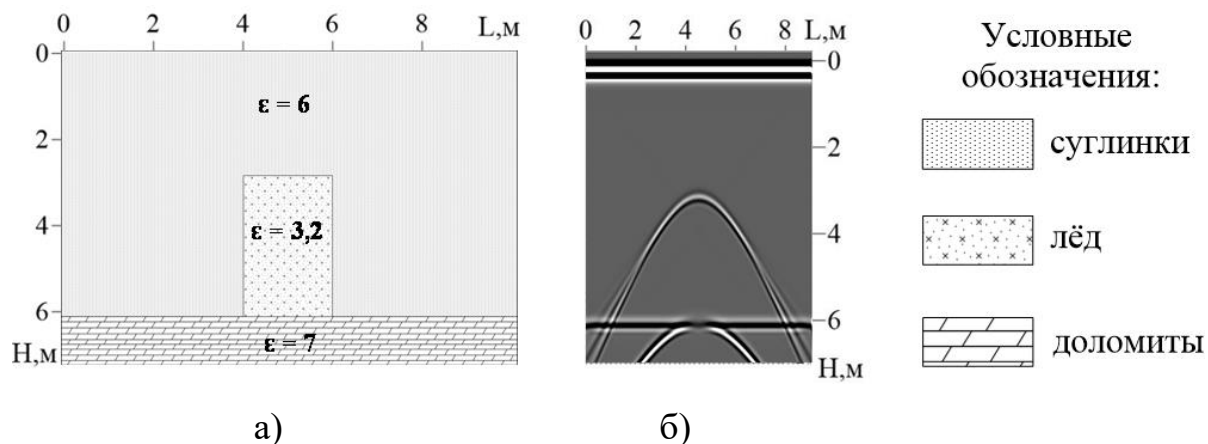 0 2 4 6 8 L,м
0
2
4
6
H,м
ε = 6
ε = 3,2
ε = 7
а)
0 2 4 6 8 L,м
0
2
4
6
H,м
б)
Условные
обозначения:
суглинки
лёд
доломиты